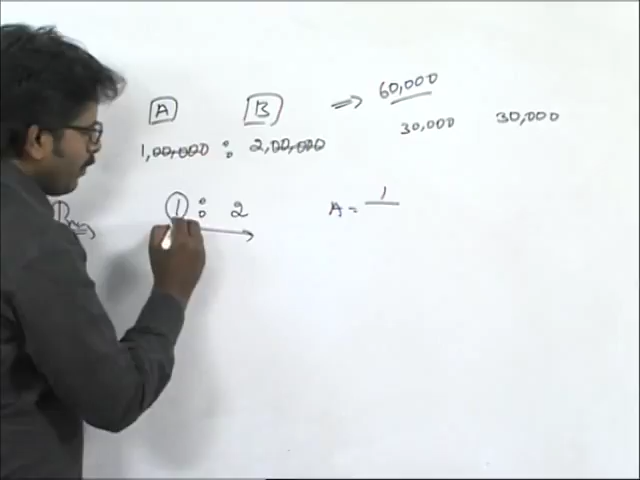 A B ⇒ 60,000
30,000 30,000
1,00,000 : 2,00,000
1 : 2 A = 1